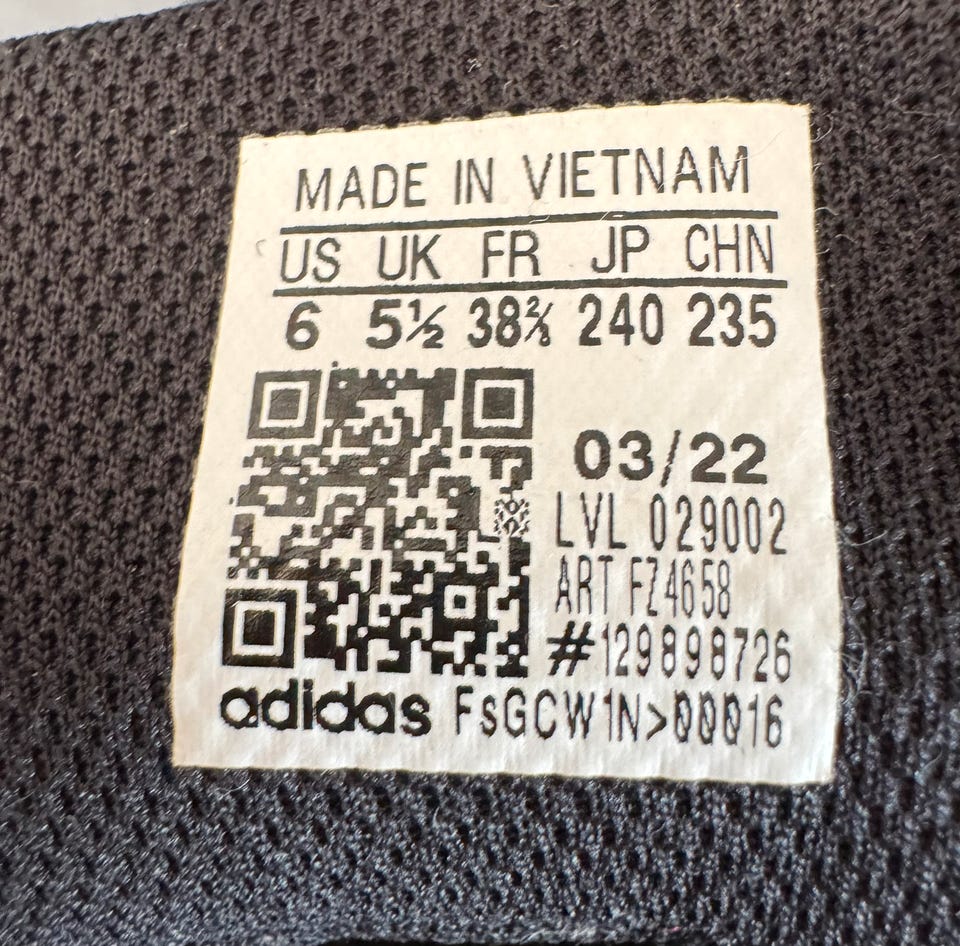 MADE IN VIETNAM
US UK FR JP CHN
6 5½ 38⅔ 240 235
03/22
LVL 029002
ART FZ4658
#129898726
adidas FsGCW1N>00016